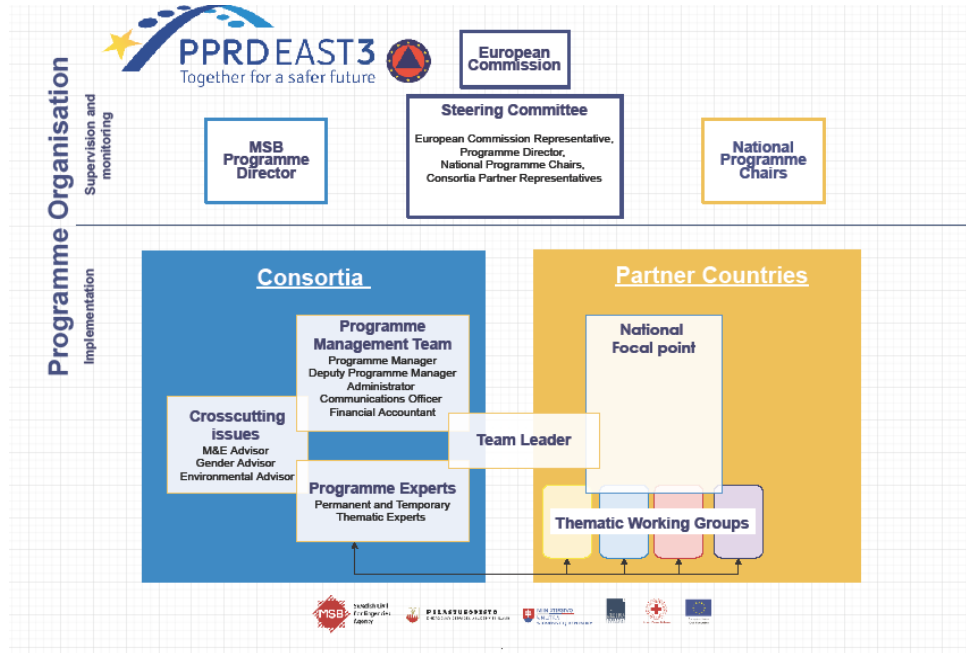 PPRDEAST3
Together for a safer future
Programme Organisation
Supervision and
monitoring
European
Commission
Steering Committee
European Commission Representative,
Programme Director,
National Programme Chairs,
Consortia Partner Representatives
MSB
Programme
Director
National
Programme
Chairs
Implementation
Consortia
Programme
Management Team
Programme Manager
Deputy Programme Manager
Administrator
Communications Officer
Financial Accountant
Crosscutting
issues
M&E Advisor
Gender Advisor
Environmental Advisor
Programme Experts
Permanent and Temporary
Thematic Experts
Team Leader
Partner Countries
National
Focal point
Thematic Working Groups
MSB
Agency